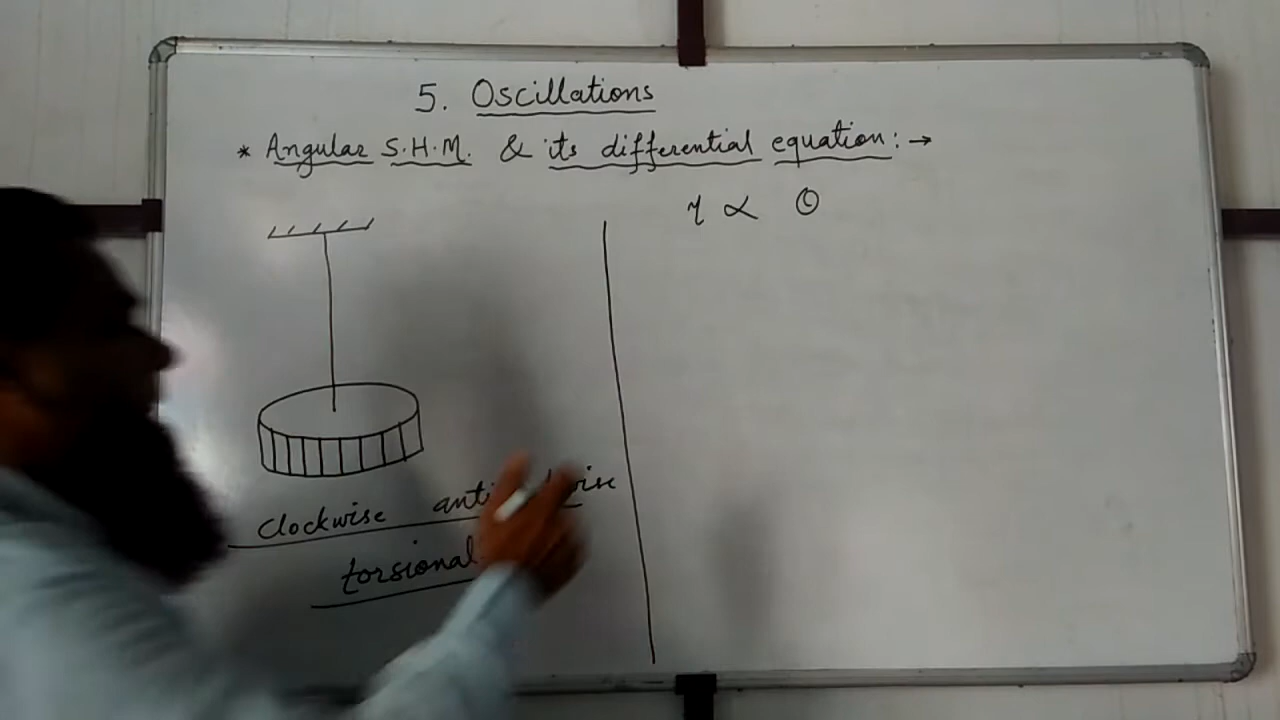 5. Oscillations
* Angular S.H.M. & its differential equation: →
τ ∝ θ
Clockwise
torsional